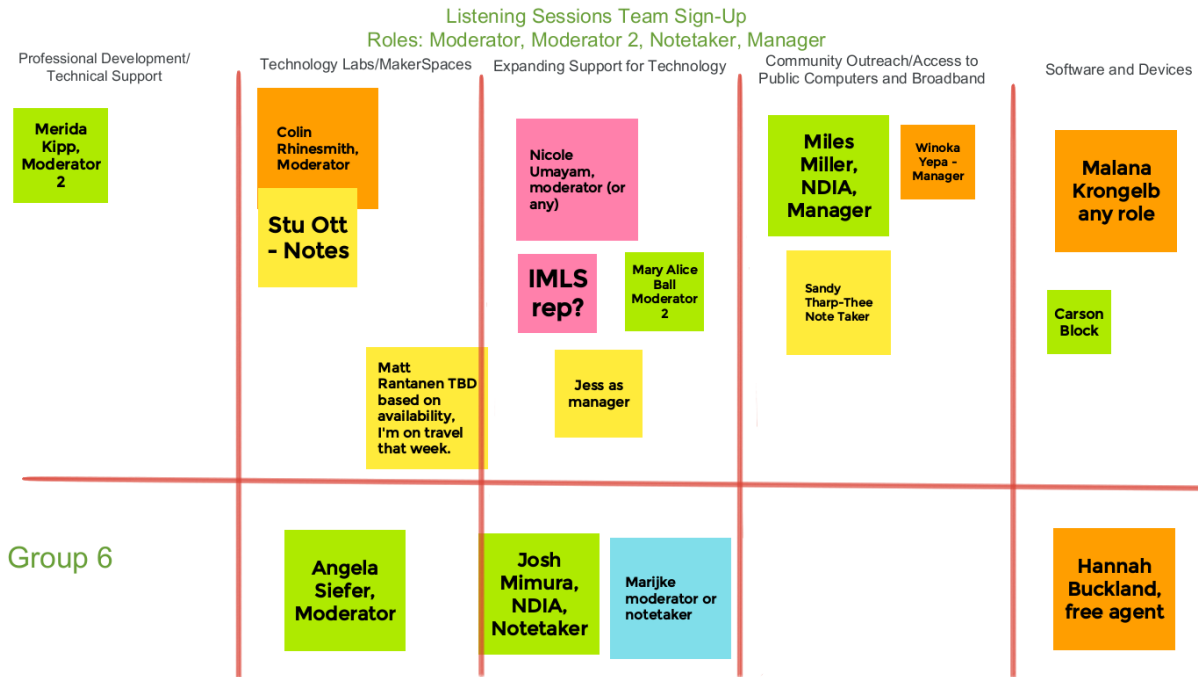 Listening Sessions Team Sign-Up
Roles: Moderator, Moderator 2, Notetaker, Manager
Professional Development/
Technical Support
Technology Labs/MakerSpaces
Expanding Support for Technology
Community Outreach/Access to
Public Computers and Broadband
Software and Devices
Merida
Kipp,
Moderator
2
Colin
Rhinesmith,
Moderator
Stu Ott
- Notes
Matt
Rantanen TBD
based on
availability,
I'm on travel
that week.
Nicole
Umayam,
moderator (or
any)
IMLS
rep?
Mary Alice
Ball
Moderator
2
Jess as
manager
Miles
Miller,
NDIA,
Manager
Winoka
Yepa -
Manager
Sandy
Tharp-Thee
Note Taker
Malana
Krongelb
any role
Carson
Block
Group 6
Angela
Siefer,
Moderator
Josh
Mimura,
NDIA,
Notetaker
Marijke
moderator or
notetaker
Hannah
Buckland,
free agent